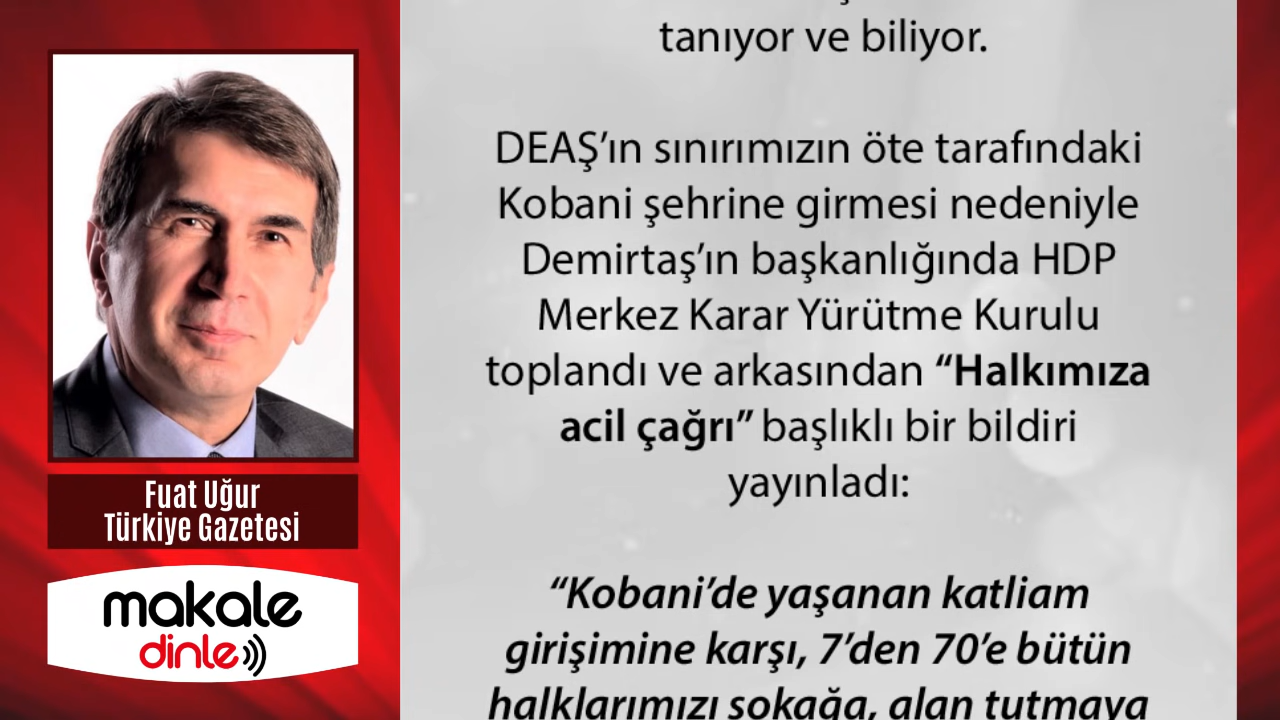 tanıyor ve biliyor.
DEAŞ’ın sınırımızın öte tarafındaki
Kobani şehrine girmesi nedeniyle
Demirtaş’ın başkanlığında HDP
Merkez Karar Yürütme Kurulu
toplandı ve arkasından “Halkımıza
acil çağrı” başlıklı bir bildiri
yayınladı:
“Kobani’de yaşanan katliam
girişimine karşı, 7’den 70’e bütün
halklarımızı sokağa, alan tutmaya
Fuat Uğur
Türkiye Gazetesi
makale
dinle